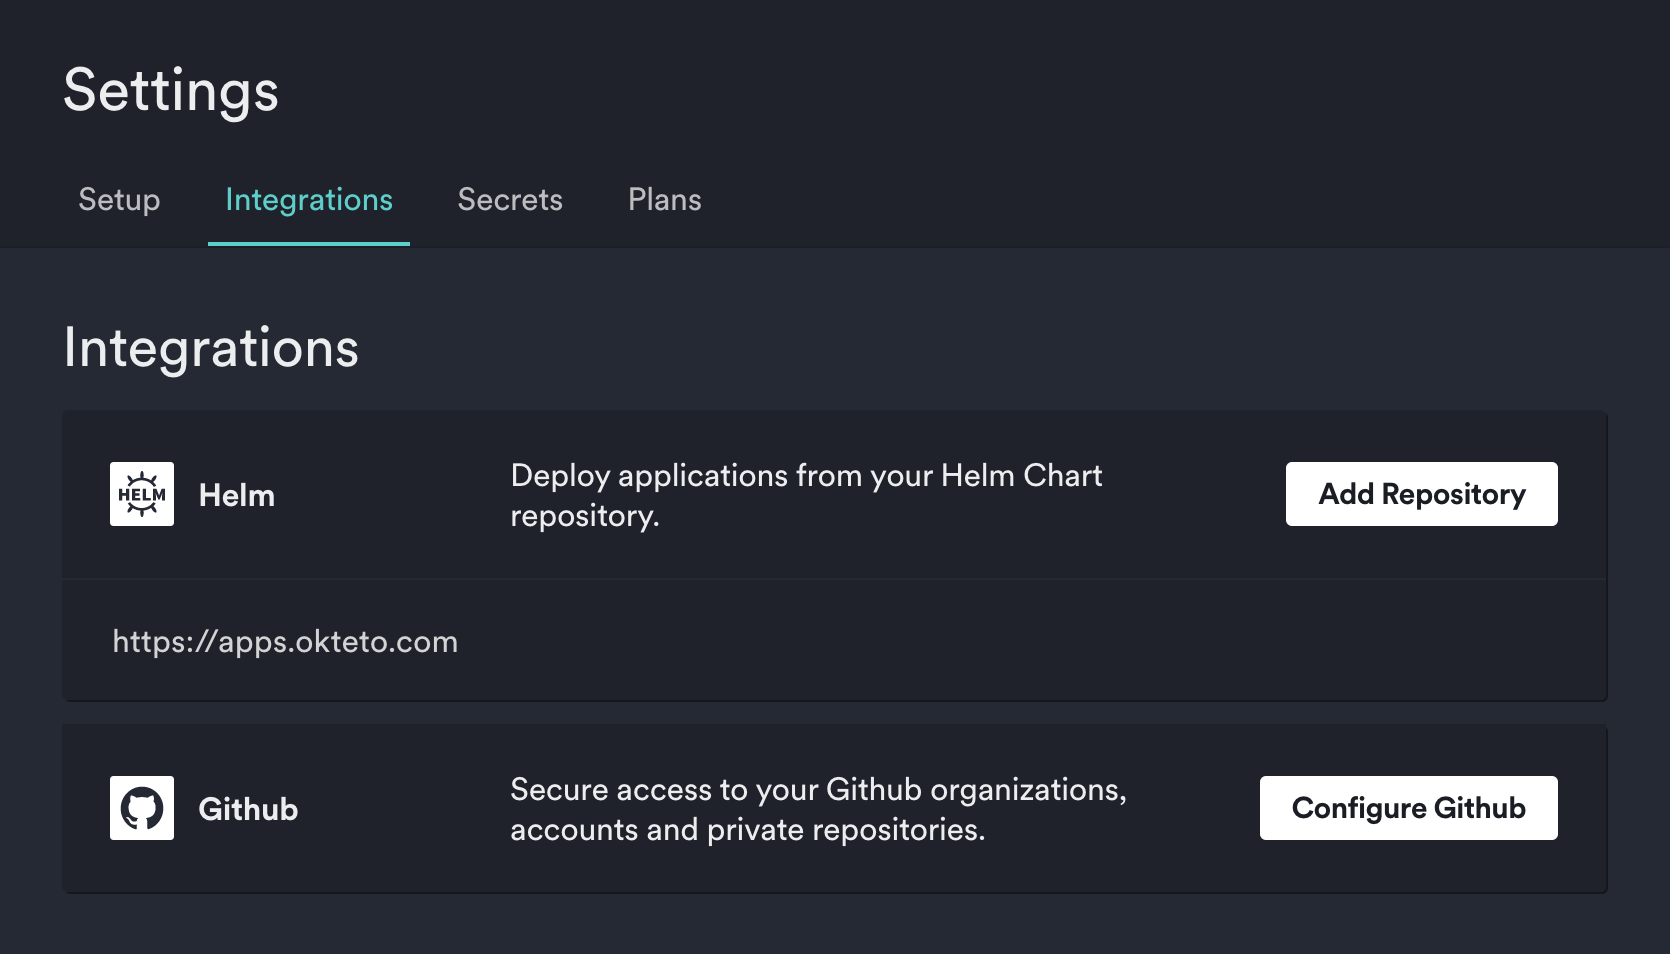 Settings
Setup Integrations Secrets Plans
Integrations
HELM Helm
Deploy applications from your Helm Chart
repository.
Add Repository
https://apps.okteto.com
Github
Secure access to your Github organizations,
accounts and private repositories.
Configure Github